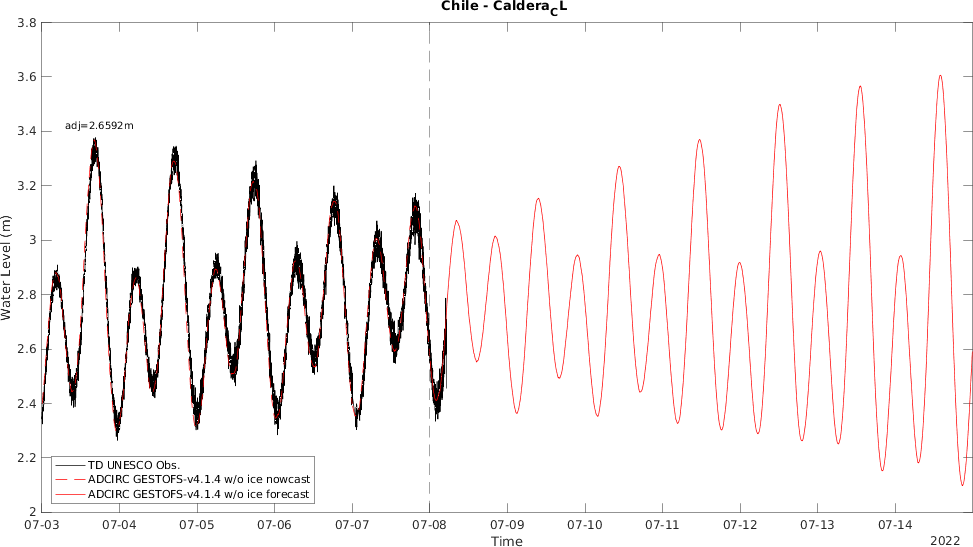 Chile - Caldera_CL
3.8
3.6
3.4
3.2
3
2.8
2.6
2.4
2.2
2
Water Level (m)
adj=2.6592m
TD UNESCO Obs.
ADCIRC GESTOFS-v4.1.4 w/o ice nowcast
ADCIRC GESTOFS-v4.1.4 w/o ice forecast
07-03 07-04 07-05 07-06 07-07 07-08 07-09 07-10 07-11 07-12 07-13 07-14
Time
2022